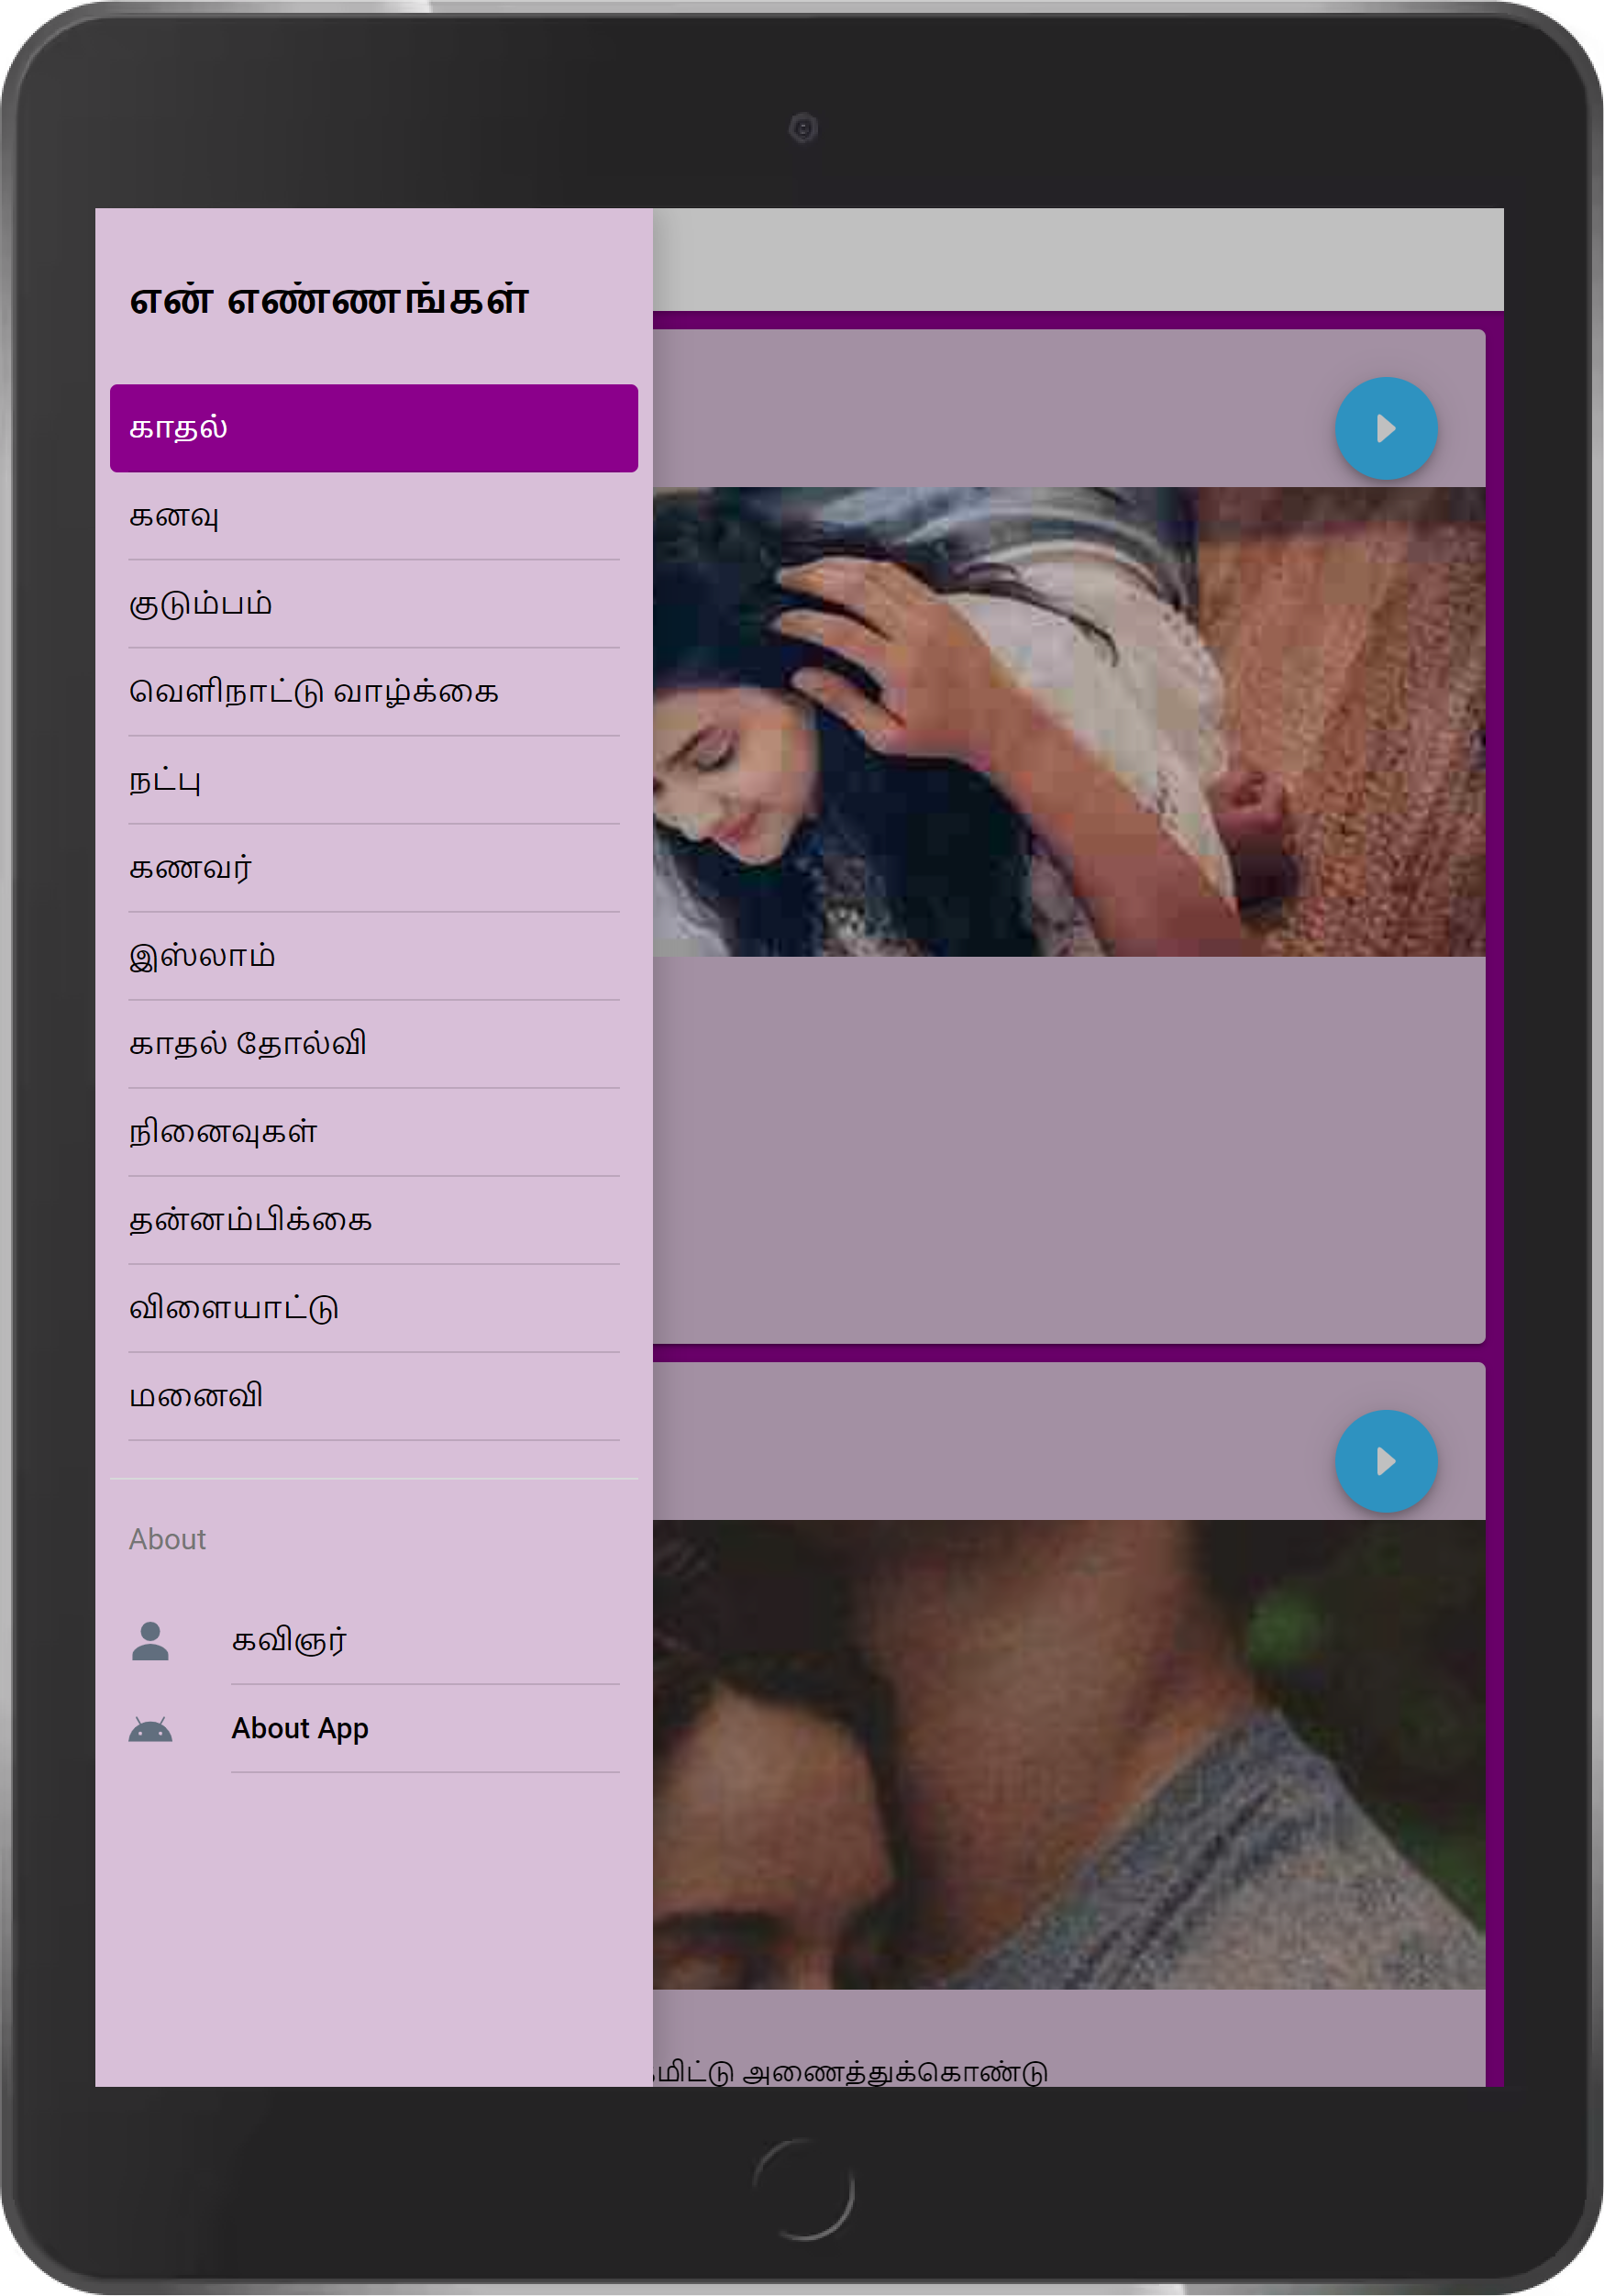 என் எண்ணங்கள்
காதல்
கனவு
குடும்பம்
வெளிநாட்டு வாழ்க்கை
நட்பு
கணவர்
இஸ்லாம்
காதல் தோல்வி
நினைவுகள்
தன்னம்பிக்கை
விளையாட்டு
மனைவி
About
கவிஞர்
About App
அணைத்துக்கொண்டு